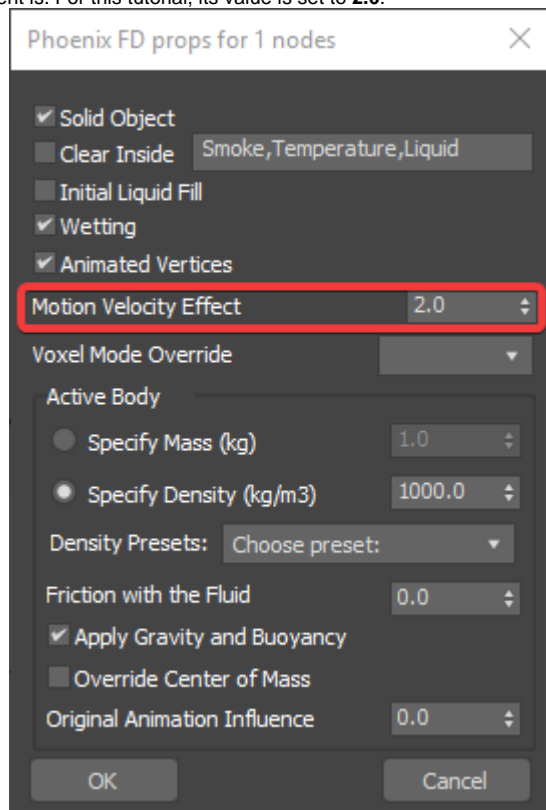 ent is. For this tutorial, its value is set to 2.0.
Phoenix FD props for 1 nodes
Solid Object
Clear Inside Smoke,Temperature,Liquid
Initial Liquid Fill
Wetting
Animated Vertices
Motion Velocity Effect 2.0
Voxel Mode Override
Active Body
Specify Mass (kg) 1.0
Specify Density (kg/m3) 1000.0
Density Presets: Choose preset:
Friction with the Fluid 0.0
Apply Gravity and Buoyancy
Override Center of Mass
Original Animation Influence 0.0
OK Cancel